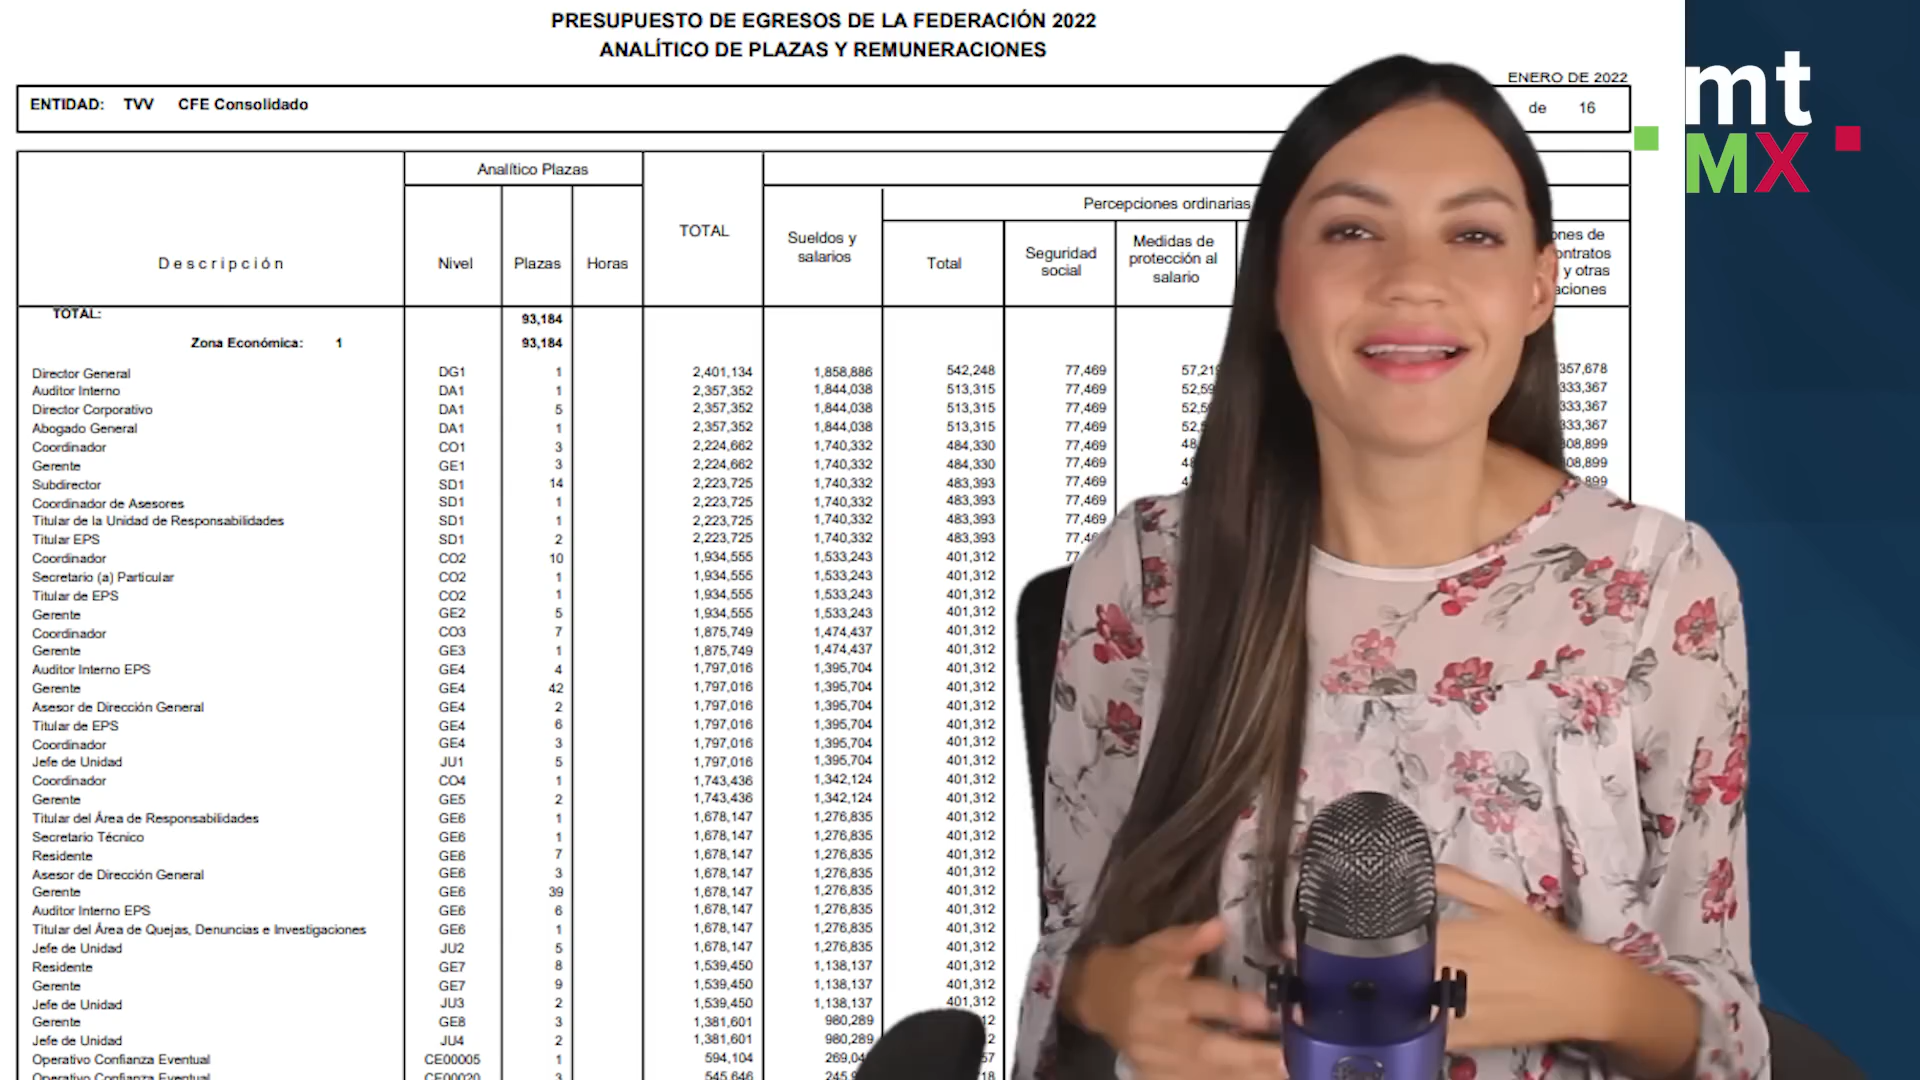 PRESUPUESTO DE EGRESOS DE LA FEDERACIÓN 2022
ANALÍTICO DE PLAZAS Y REMUNERACIONES
ENERO DE 2022
ENTIDAD: TVV CFE Consolidado de 16
mt
MX
Analítico Plazas
Percepciones ordinarias
Descripción Nivel Plazas Horas TOTAL Sueldos y salarios Total Seguridad social Medidas de protección al salario y otras
TOTAL: 93,184
Zona Económica: 1 93,184
Director General DG1 1 2,401,134 1,858,886 542,248 77,469 357,678
Auditor Interno DA1 1 2,357,352 1,844,038 513,315 77,469 333,367
Director Corporativo DA1 5 2,357,352 1,844,038 513,315 77,469 333,367
Abogado General DA1 1 2,357,352 1,844,038 513,315 77,469 333,367
Coordinador CO1 3 2,224,662 1,740,332 484,330 77,469
Gerente GE1 3 2,224,662 1,740,332 484,330 77,469
Subdirector SD1 14 2,223,725 1,740,332 483,393 77,469
Coordinador de Asesores SD1 1 2,223,725 1,740,332 483,393 77,469
Titular de la Unidad de Responsabilidades SD1 1 2,223,725 1,740,332 483,393 77,469
Titular EPS SD1 2 2,223,725 1,740,332 483,393
Coordinador CO2 10 1,934,555 1,533,243 401,312
Secretario (a) Particular CO2 1 1,934,555 1,533,243 401,312
Titular de EPS CO2 1 1,934,555 1,533,243 401,312
Gerente GE2 5 1,934,555 1,533,243 401,312
Coordinador CO3 7 1,875,749 1,474,437 401,312
Gerente GE3 1 1,875,749 1,474,437 401,312
Auditor Interno EPS GE4 4 1,797,016 1,395,704 401,312
Gerente GE4 42 1,797,016 1,395,704 401,312
Asesor de Dirección General GE4 2 1,797,016 1,395,704 401,312
Titular de EPS GE4 6 1,797,016 1,395,704 401,312
Coordinador GE4 3 1,797,016 1,395,704 401,312
Jefe de Unidad JU1 5 1,797,016 1,395,704 401,312
Coordinador CO4 1 1,743,436 1,342,124 401,312
Gerente GE5 2 1,743,436 1,342,124 401,312
Titular del Área de Responsabilidades GE6 1 1,678,147 1,276,835 401,312
Secretario Técnico GE6 1 1,678,147 1,276,835 401,312
Residente GE6 7 1,678,147 1,276,835 401,312
Asesor de Dirección General GE6 3 1,678,147 1,276,835 401,312
Gerente GE6 39 1,678,147 1,276,835 401,312
Auditor Interno EPS GE6 6 1,678,147 1,276,835 401,312
Titular del Área de Quejas, Denuncias e Investigaciones GE6 1 1,678,147 1,276,835 401,312
Jefe de Unidad JU2 5 1,678,147 1,276,835 401,312
Residente GE7 8 1,539,450 1,138,137 401,312
Gerente GE7 9 1,539,450 1,138,137 401,312
Jefe de Unidad JU3 2 1,539,450 1,138,137 401,312
Gerente GE8 3 1,381,601 980,289
Jefe de Unidad JU4 2 1,381,601 980,289
Operativo Confianza Eventual CE00005 1 594,104
Operativo Confianza Eventual CE00020 3 545,646